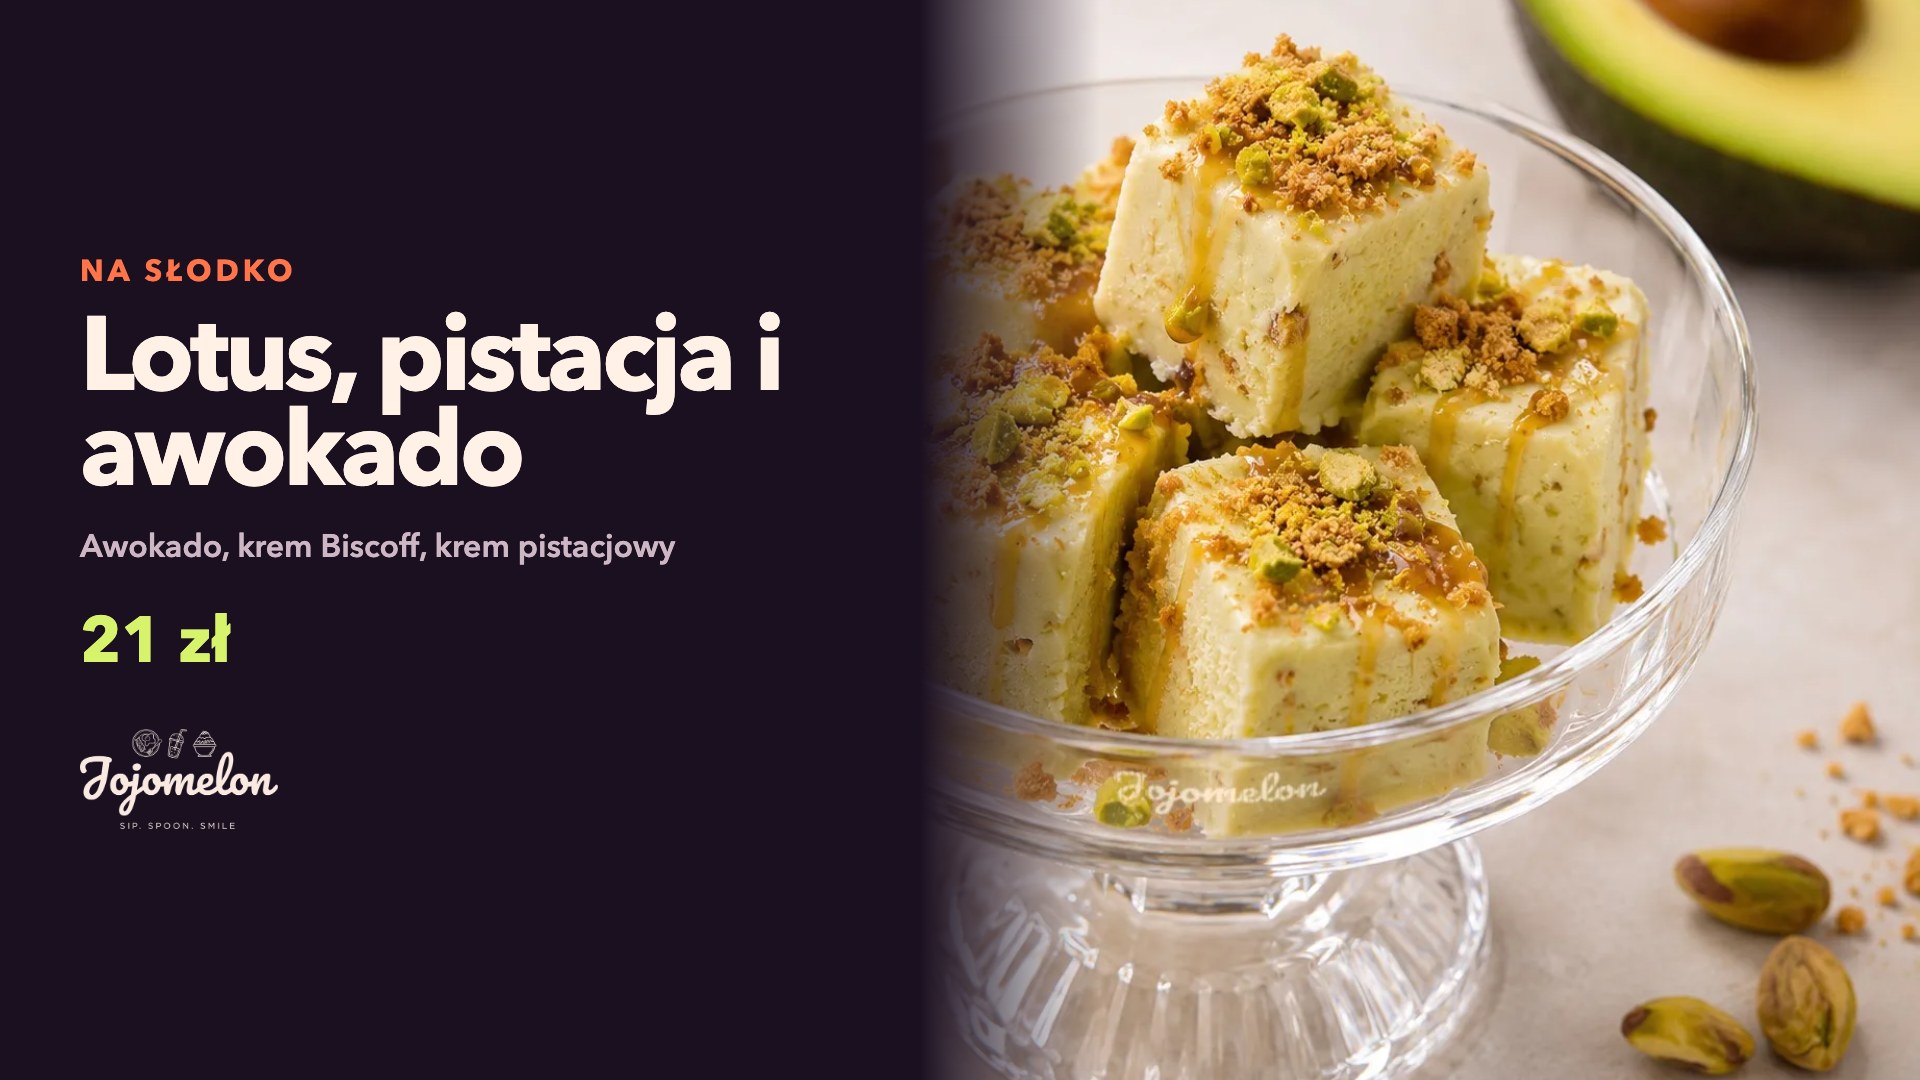 NA SŁODKO
Lotus, pistacja i
awokado
Awokado, krem Biscoff, krem pistacjowy
21 zł
Jojomelon
SIP. SPOON. SMILE
Jojomelon